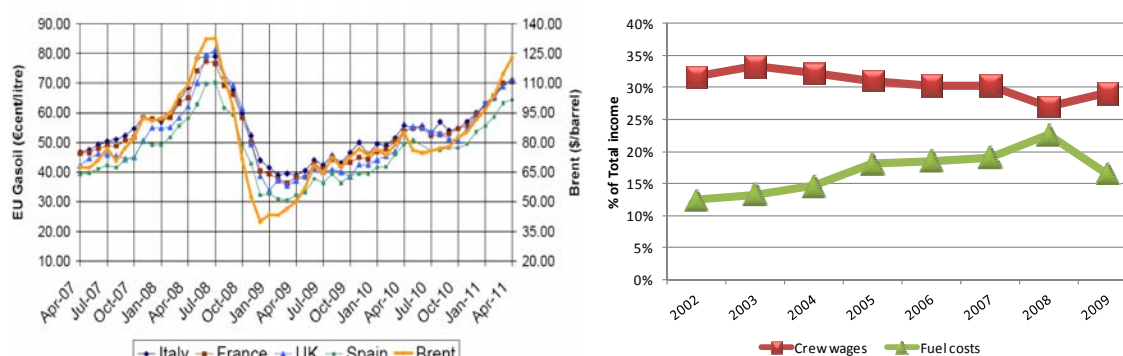 EU Gasoil (€cent/litre)
90.00
80.00
70.00
60.00
50.00
40.00
30.00
20.00
10.00
140.00
125.00
110.00
95.00
80.00
65.00
50.00
35.00
20.00
Brent ($/barrel)
Apr-07
Jul-07
Oct-07
Jan-08
Apr-08
Jul-08
Oct-08
Jan-09
Apr-09
Jul-09
Oct-09
Jan-10
Apr-10
Jul-10
Oct-10
Jan-11
Apr-11
Italy France UK Spain Brent
% of Total income
40%
35%
30%
25%
20%
15%
10%
5%
0%
2002
2003
2004
2005
2006
2007
2008
2009
Crew wages Fuel costs